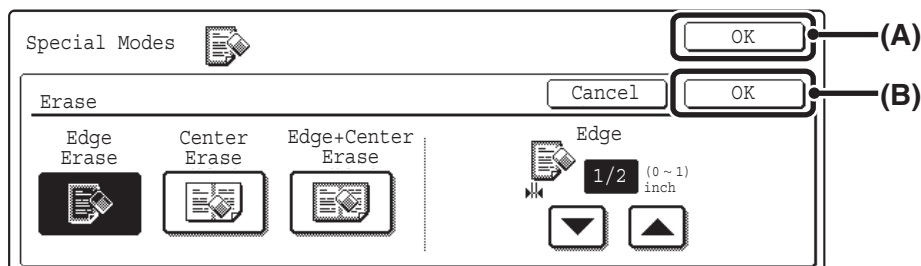 Special Modes OK (A)
Erase Cancel OK (B)
Edge Erase Center Erase Edge+Center Erase
Edge
1/2 (0~1) inch